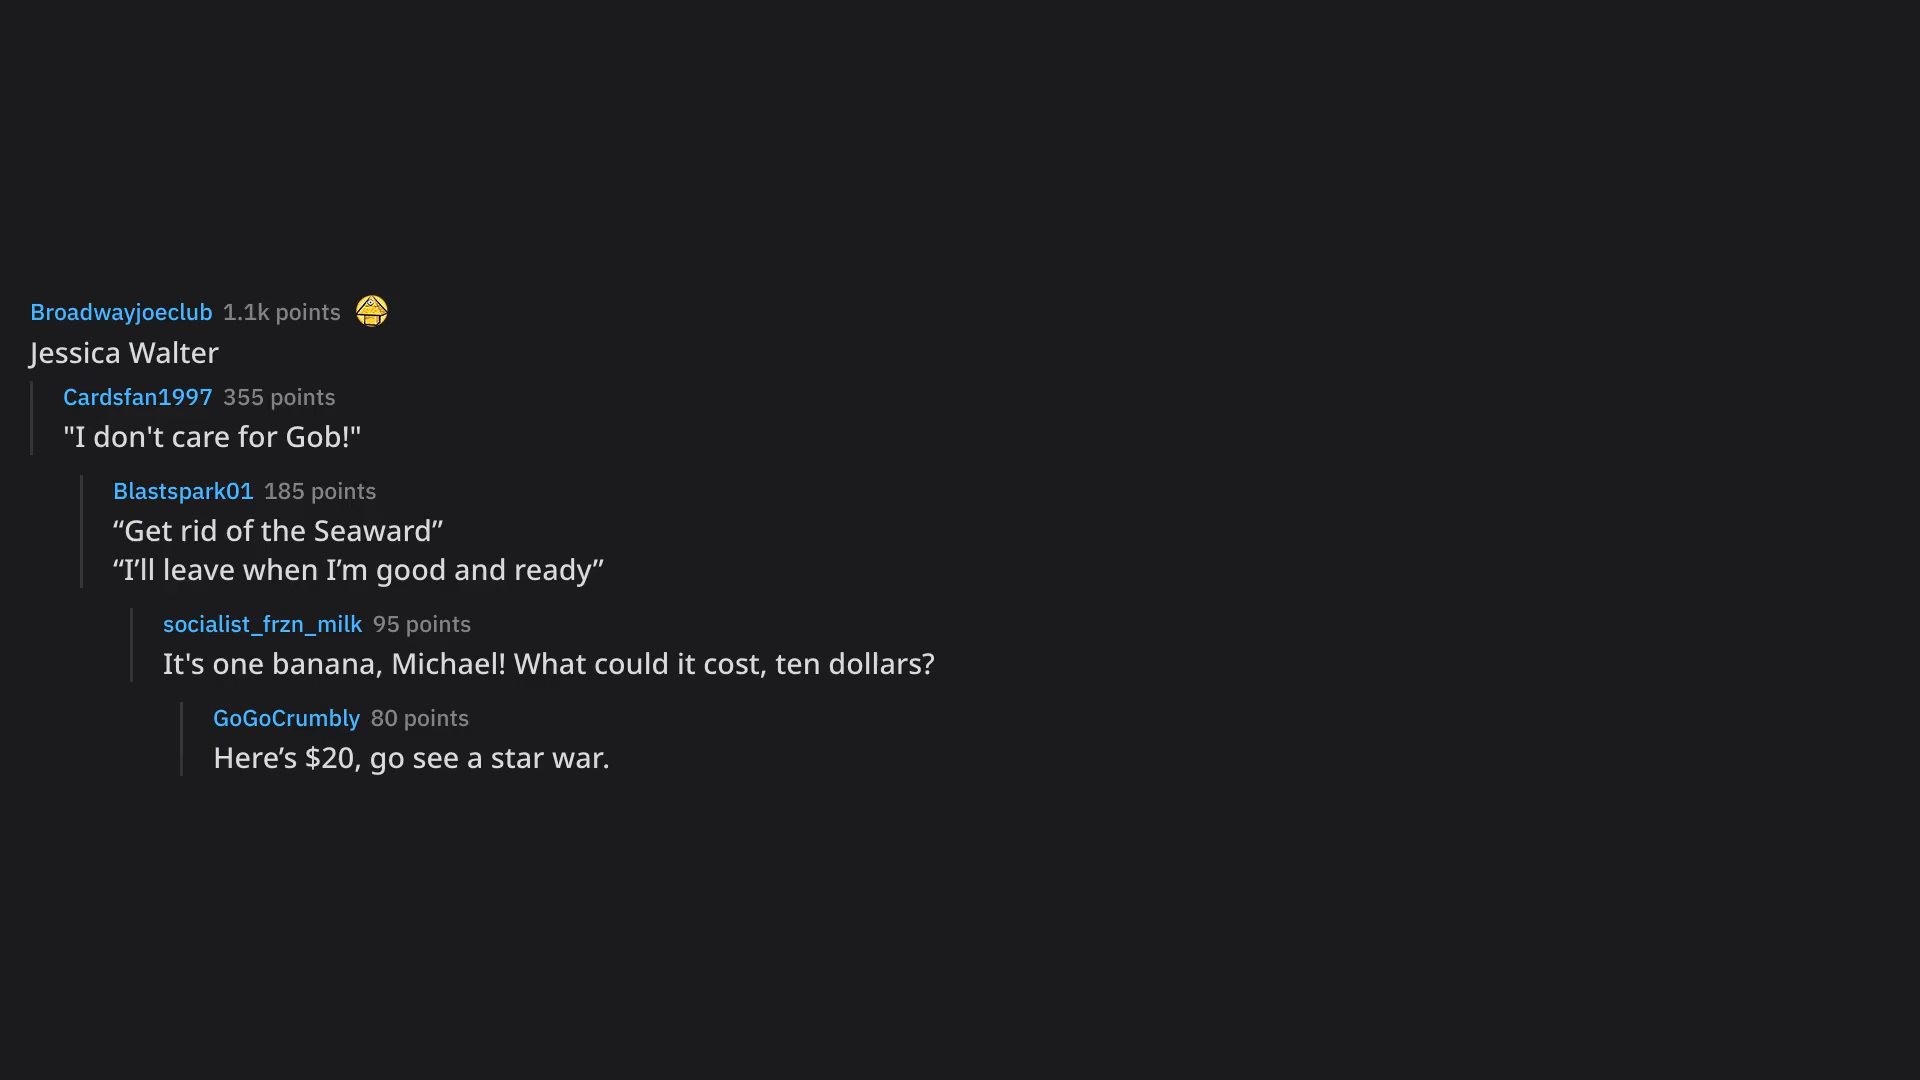 Broadwayjoeclub 1.1k points
Jessica Walter
Cardsfan1997 355 points
"I don't care for Gob!"
Blastspark01 185 points
“Get rid of the Seaward”
“I’ll leave when I’m good and ready”
socialist_frzn_milk 95 points
It's one banana, Michael! What could it cost, ten dollars?
GoGoCrumbly 80 points
Here’s $20, go see a star war.